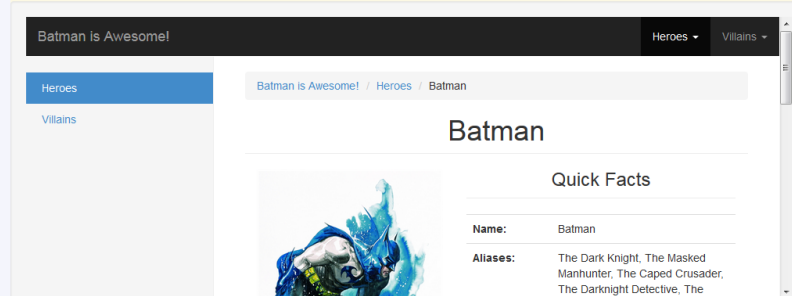 Batman is Awesome! Heroes Villains
Heroes
Villains
Batman is Awesome! / Heroes / Batman
Batman
Quick Facts
Name: Batman
Aliases: The Dark Knight, The Masked
Manhunter, The Caped Crusader,
The Darknight Detective, The